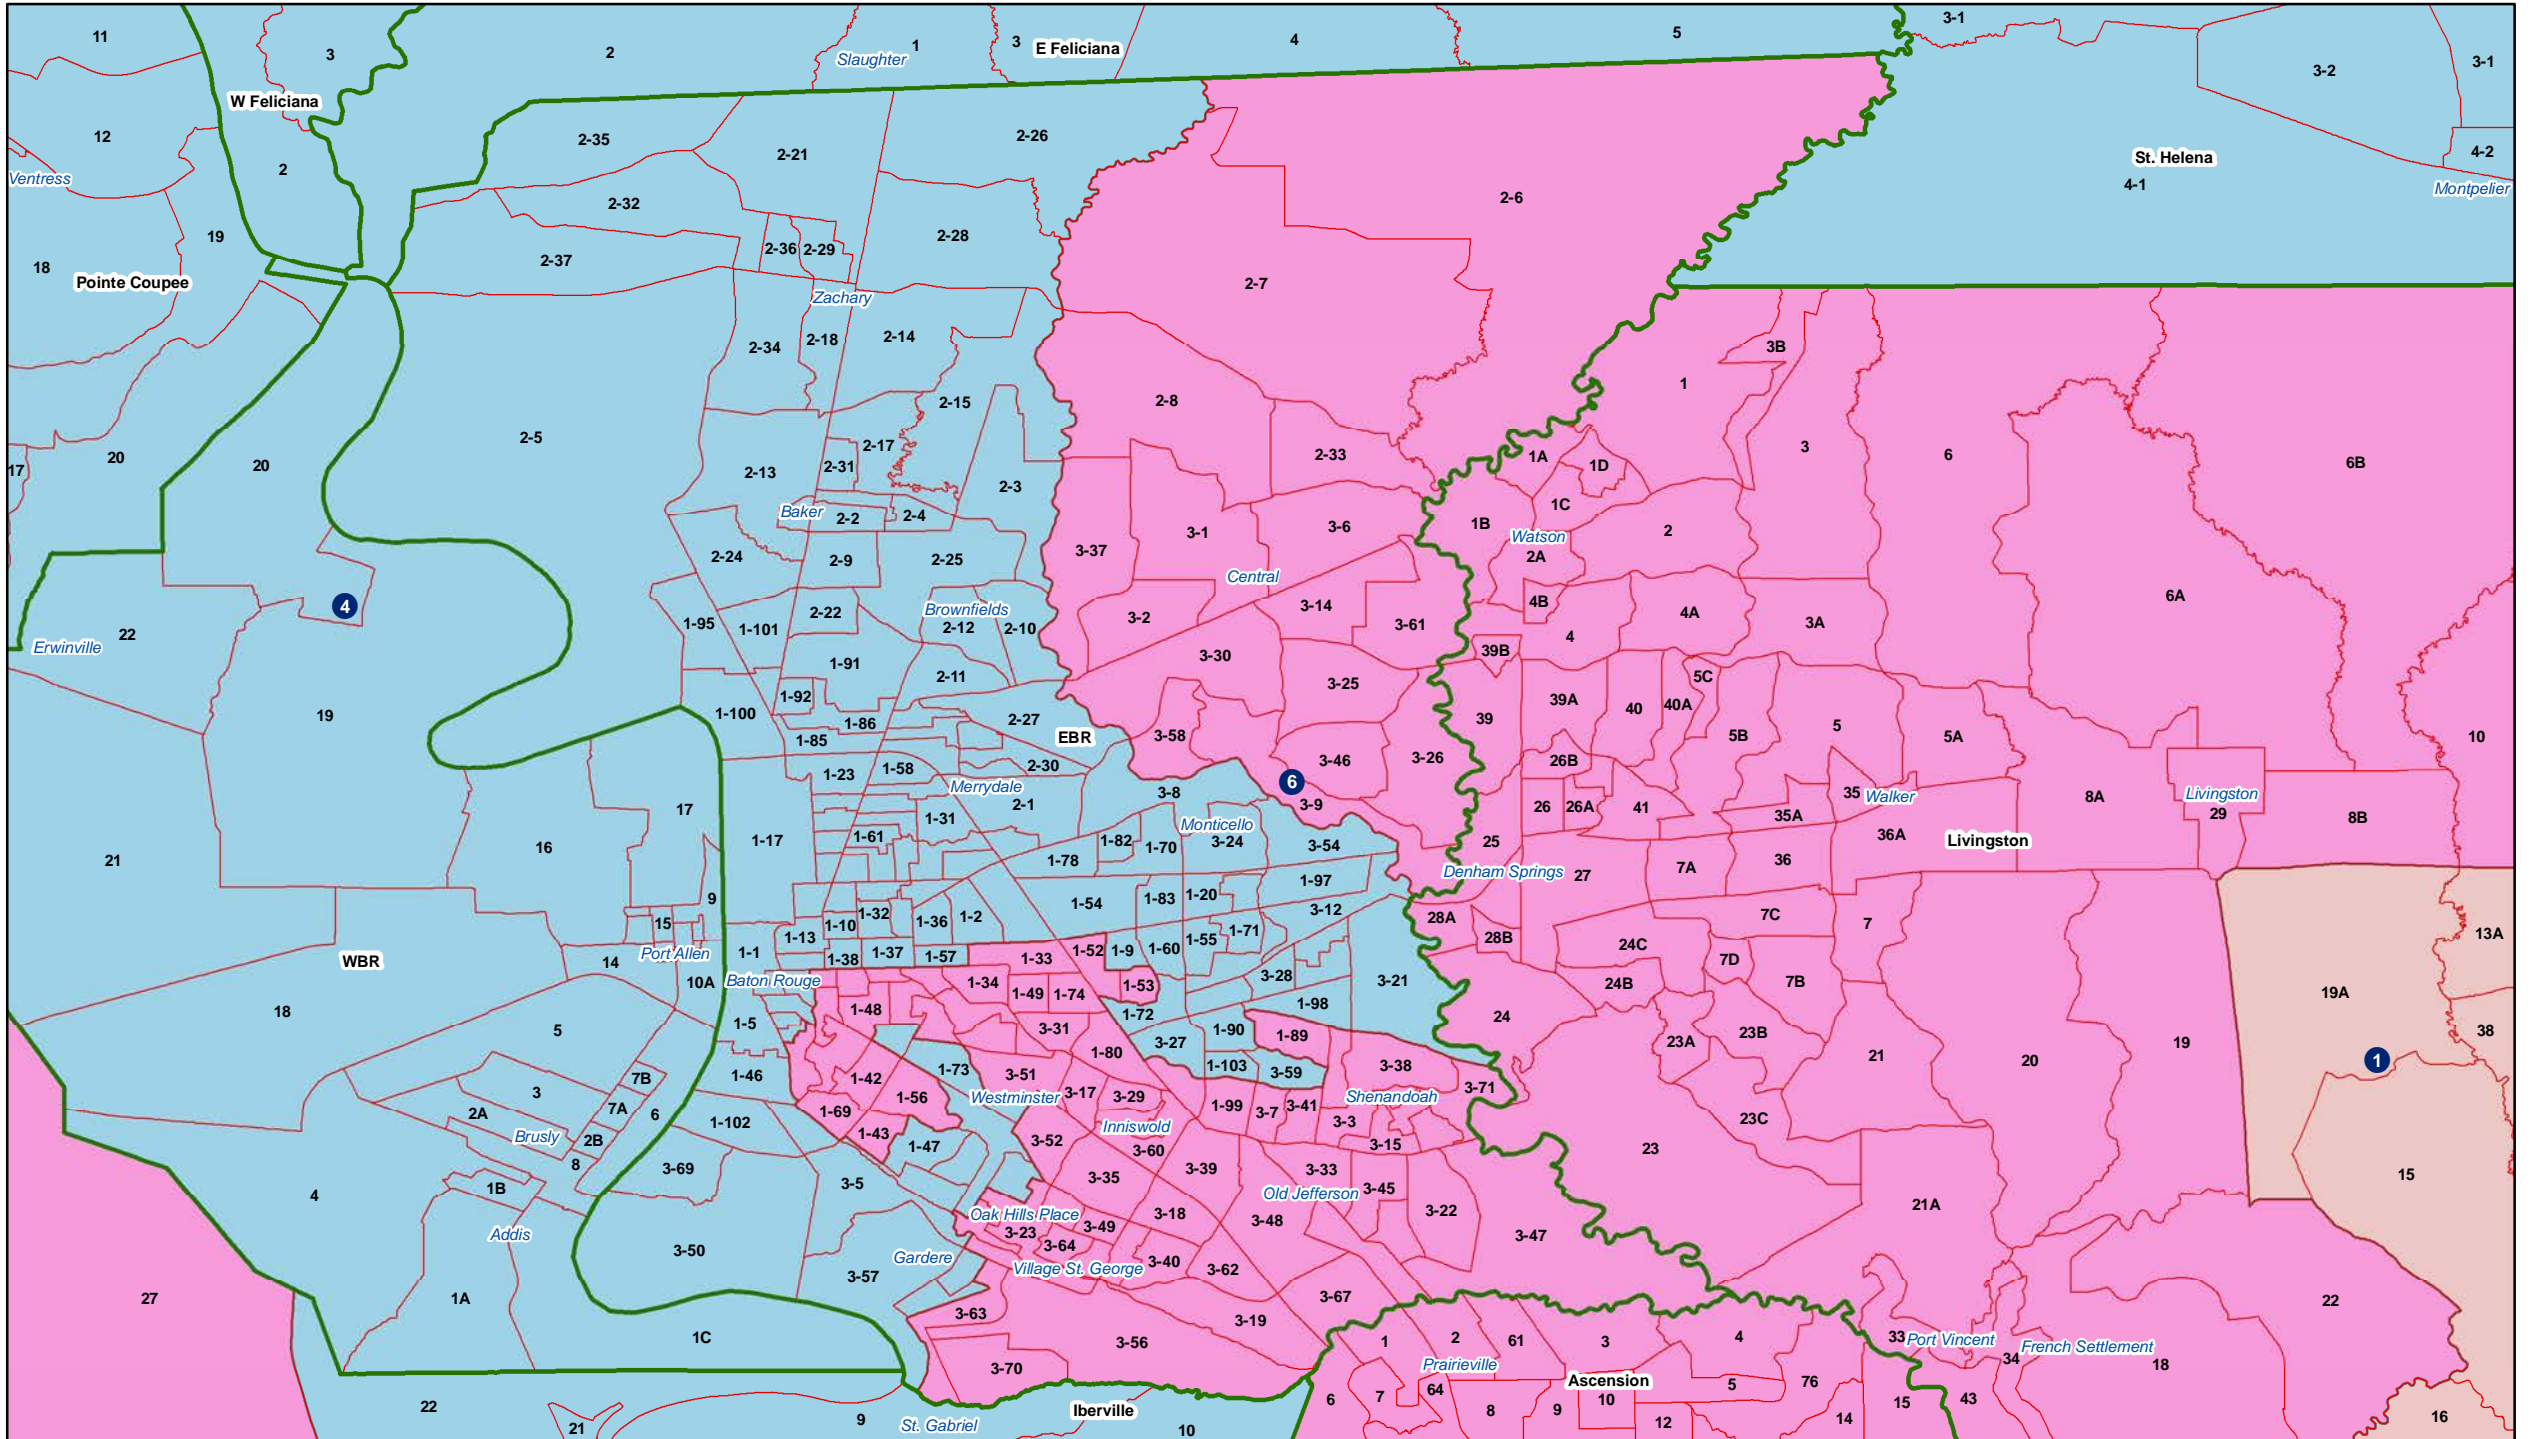 11
3
2
Slaughter
1
3
E Feliciana
4
5
3-1
3-2
3-1
W Feliciana
12
2
2-35
2-21
2-26
St. Helena
4-2
4-1
Montpelier
Ventress
19
2-32
2-6
18
Pointe Coupee
2-37
2-36
2-29
2-28
2-7
Zachary
2-34
2-18
2-14
3B
1
2-8
2-15
2-5
17
20
20
2-13
2-31
2-17
2-3
2-33
1A
1D
3
6
6B
Baker
2-2
2-4
3-1
3-6
1B
1C
Watson
2
2-24
2-9
2-25
3-37
Central
2A
4
22
Erwinville
1-95
1-101
2-22
Brownfields
2-12
2-10
3-2
3-14
3-61
4B
4
4A
3A
6A
1-91
2-11
3-30
39B
19
1-100
1-92
1-86
1-85
2-27
EBR
3-25
39
39A
40
40A
5C
5B
5
5A
10
3-58
3-46
3-26
26B
1-23
1-58
2-30
Merrydale
2-1
3-8
6
3-9
26
26A
41
35
Walker
35A
8A
Livingston
29
8B
21
16
17
1-17
1-31
1-61
Monticello
3-24
3-54
25
36A
Livingston
1-78
1-82
1-70
Denham Springs
27
7A
36
9
15
1-10
1-32
1-36
1-2
1-54
1-83
1-20
1-97
3-12
28A
28B
7C
7
13A
WBR
14
Port Allen
1-1
1-13
1-38
1-37
1-57
1-33
1-52
1-9
1-60
1-55
1-71
24C
7D
10A
Baton Rouge
1-34
1-49
1-74
1-53
3-28
3-21
24B
7B
19A
18
5
1-5
1-48
3-31
1-72
1-98
24
23B
38
3-27
1-90
1-89
23A
21
20
19
1
7B
1-46
1-42
1-73
3-51
1-80
1-103
3-59
3-38
3
2A
7A
6
1-56
Westminster
3-17
3-29
1-99
3-7
3-41
Shenandoah
3-71
Brusly
2B
1-102
1-69
1-43
1-47
3-52
Inniswold
3-60
3-3
3-15
23C
23
8
3-69
3-5
3-35
3-39
3-33
3-45
15
4
1B
Addis
Oak Hills Place
3-23
3-49
3-18
Old Jefferson
3-48
3-22
21A
3-50
Gardere
3-64
Village St. George
3-40
3-62
3-47
3-57
27
1A
1C
3-63
3-56
3-19
3-67
22
1
2
61
3
4
33
Port Vincent
34
French Settlement
18
Prairieville
3-70
Ascension
6
7
64
8
9
10
5
76
12
14
15
43
16
22
21
9
St. Gabriel
Iberville
10